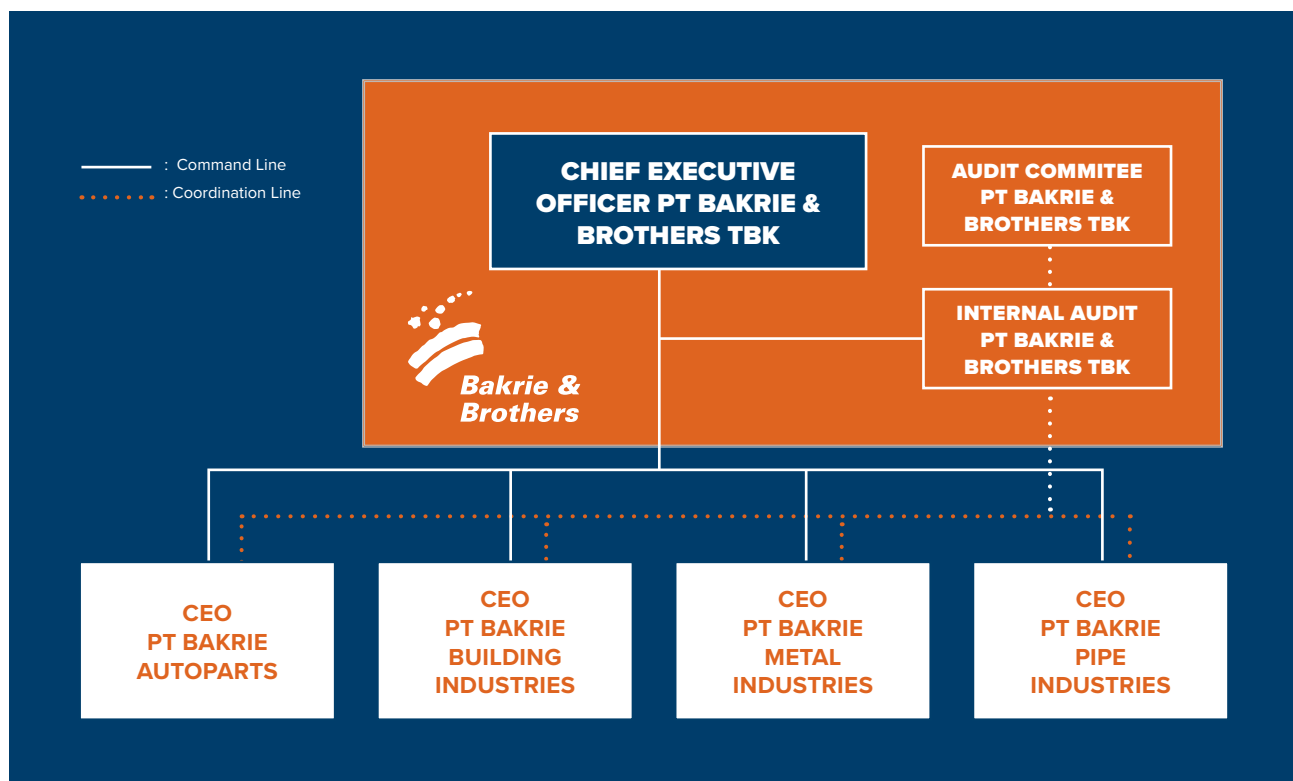 : Command Line
: Coordination Line
CHIEF EXECUTIVE
OFFICER PT BAKRIE &
BROTHERS TBK
AUDIT COMMITEE
PT BAKRIE &
BROTHERS TBK
INTERNAL AUDIT
PT BAKRIE &
BROTHERS TBK
Bakrie &
Brothers
CEO
PT BAKRIE
AUTOPARTS
CEO
PT BAKRIE
BUILDING
INDUSTRIES
CEO
PT BAKRIE
METAL
INDUSTRIES
CEO
PT BAKRIE
PIPE
INDUSTRIES